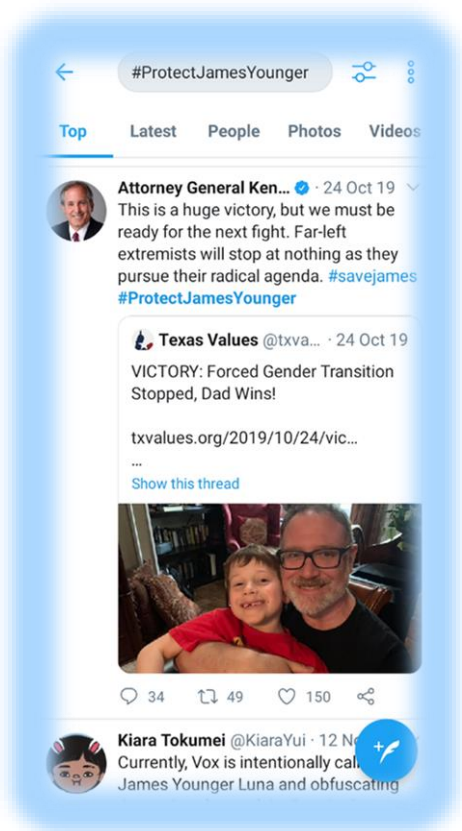 #ProtectJamesYounger
Top Latest People Photos Videos
Attorney General Ken... · 24 Oct 19
This is a huge victory, but we must be
ready for the next fight. Far-left
extremists will stop at nothing as they
pursue their radical agenda. #savejames
#ProtectJamesYounger
Texas Values @txva... · 24 Oct 19
VICTORY: Forced Gender Transition
Stopped, Dad Wins!
txvalues.org/2019/10/24/vic...
...
Show this thread
34 49 150
Kiara Tokumei @KiaraYui · 12
Currently, Vox is intentionally
James Younger Luna and obfuscating